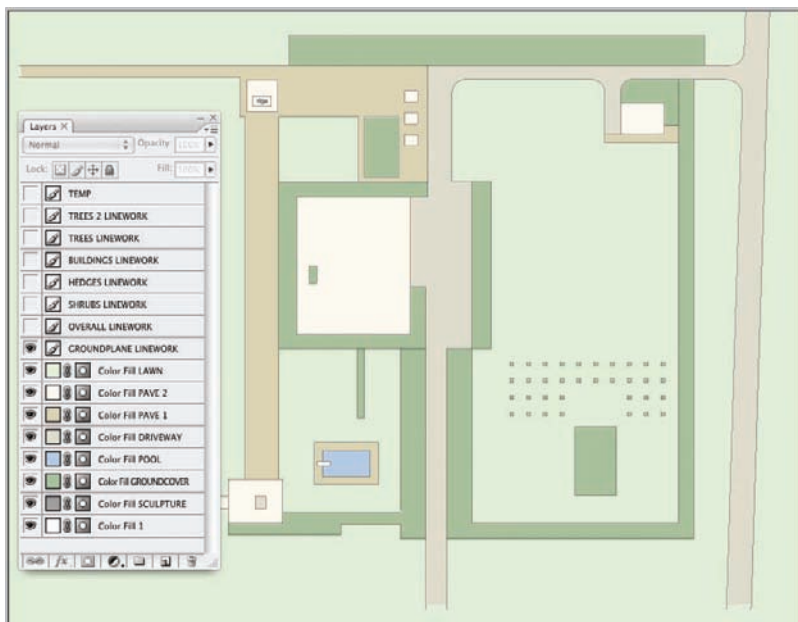 Layers
Normal
Opacity: 100%
Lock:
Fill: 100%
TEMP
TREES 2 LINEWORK
TREES LINEWORK
BUILDINGS LINEWORK
HEDGES LINEWORK
SHRUBS LINEWORK
OVERALL LINEWORK
GROUNDPLANE LINEWORK
Color Fill LAWN
Color Fill PAVE 2
Color Fill PAVE 1
Color Fill DRIVEWAY
Color Fill POOL
Color Fill GROUNDCOVER
Color Fill SCULPTURE
Color Fill 1